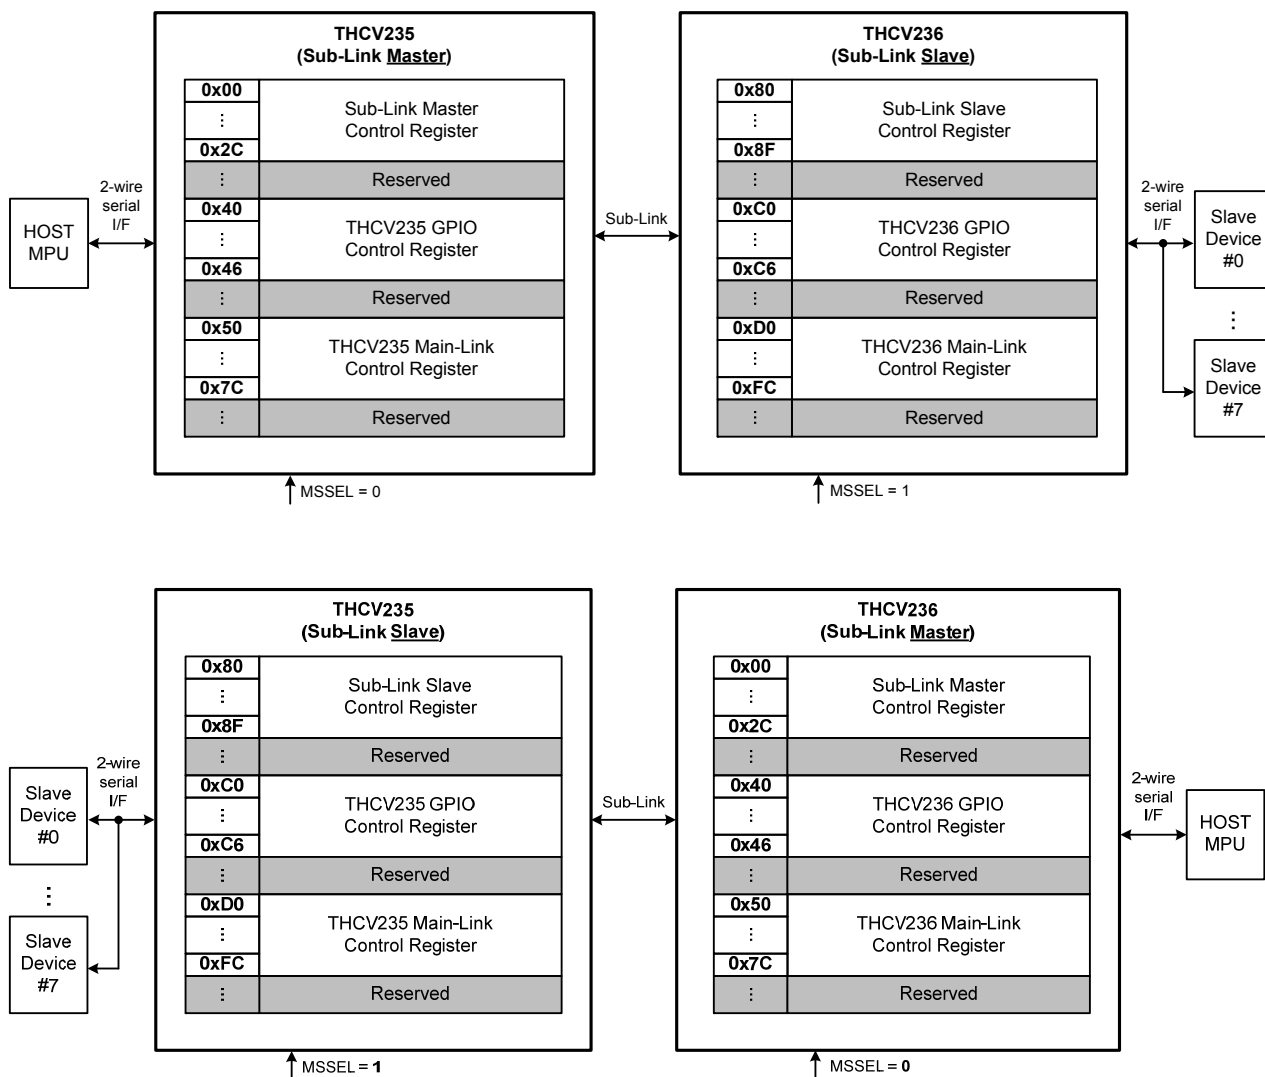 THCV235
(Sub-Link Master)
0x00
⋮
0x2C
Sub-Link Master
Control Register
⋮
Reserved
0x40
⋮
0x46
THCV235 GPIO
Control Register
⋮
Reserved
0x50
⋮
0x7C
THCV235 Main-Link
Control Register
⋮
Reserved
HOST
MPU
2-wire
serial
I/F
MSSEL = 0
Sub-Link
THCV236
(Sub-Link Slave)
0x80
⋮
0x8F
Sub-Link Slave
Control Register
⋮
Reserved
0xC0
⋮
0xC6
THCV236 GPIO
Control Register
⋮
Reserved
0xD0
⋮
0xFC
THCV236 Main-Link
Control Register
⋮
Reserved
2-wire
serial
I/F
Slave
Device
#0
⋮
Slave
Device
#7
MSSEL = 1
THCV235
(Sub-Link Slave)
0x80
⋮
0x8F
Sub-Link Slave
Control Register
⋮
Reserved
0xC0
⋮
0xC6
THCV235 GPIO
Control Register
⋮
Reserved
0xD0
⋮
0xFC
THCV235 Main-Link
Control Register
⋮
Reserved
2-wire
serial
I/F
Slave
Device
#0
⋮
Slave
Device
#7
MSSEL = 1
Sub-Link
THCV236
(Sub-Link Master)
0x00
⋮
0x2C
Sub-Link Master
Control Register
⋮
Reserved
0x40
⋮
0x46
THCV236 GPIO
Control Register
⋮
Reserved
0x50
⋮
0x7C
THCV236 Main-Link
Control Register
⋮
Reserved
2-wire
serial
I/F
HOST
MPU
MSSEL = 0